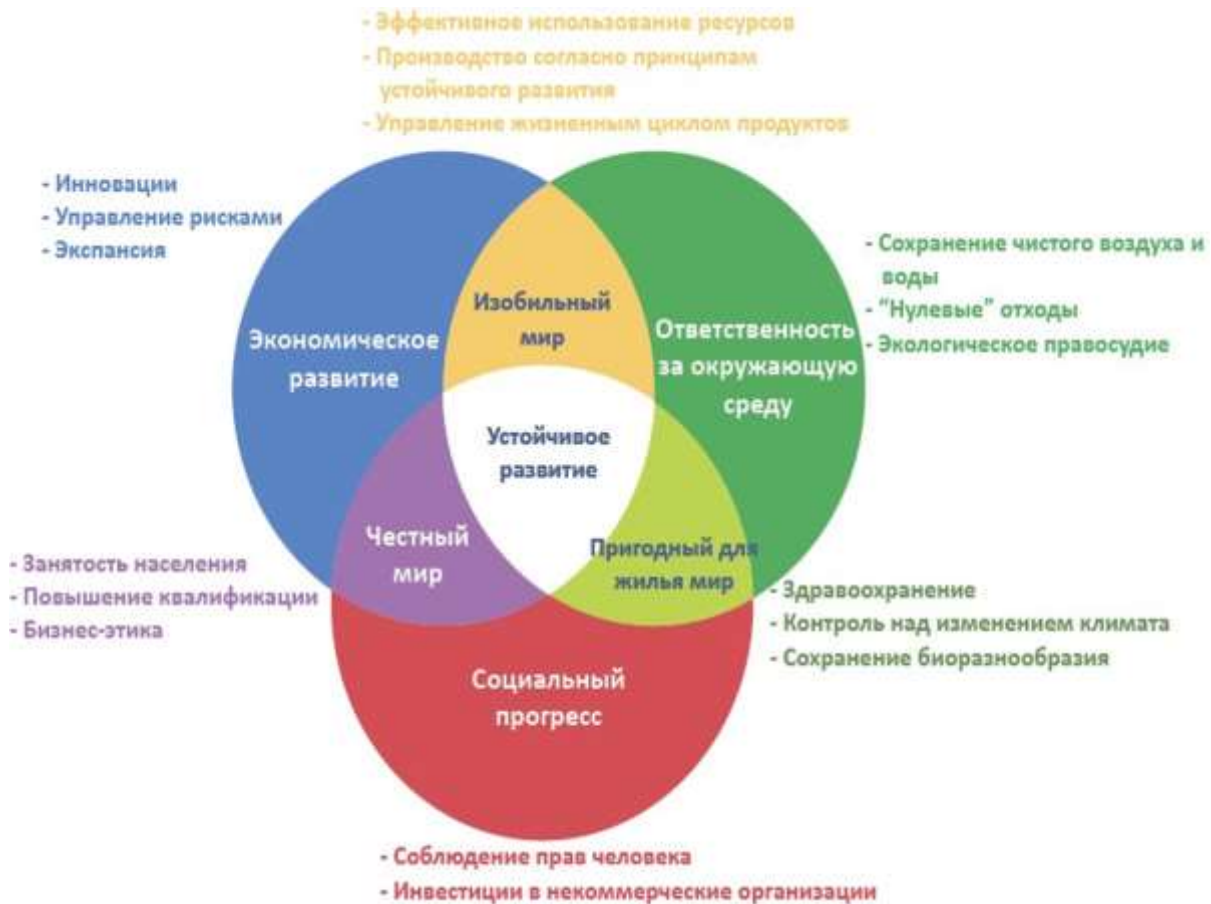 - Эффективное использование ресурсов
- Производство согласно принципам
устойчивого развития
- Управление жизненным циклом продуктов
- Инновации
- Управление рисками
- Экспансия
- Сохранение чистого воздуха и
воды
- "Нулевые" отходы
- Экологическое правосудие
Изобильный
мир
Экономическое
развитие
Ответственность
за окружающую
среду
Устойчивое
развитие
Честный
мир
Пригодный для
жилья мир
- Занятость населения
- Повышение квалификации
- Бизнес-этика
- Здравоохранение
- Контроль над изменением климата
- Сохранение биоразнообразия
Социальный
прогресс
- Соблюдение прав человека
- Инвестиции в некоммерческие организации